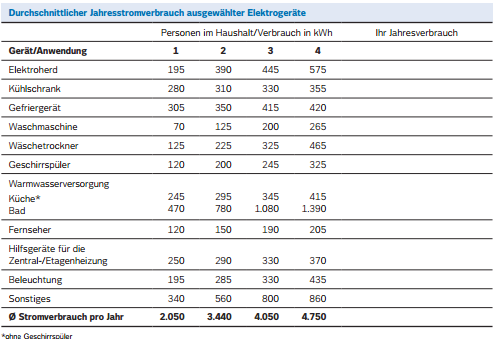 Durchschnittlicher Jahresstromverbrauch ausgewählter Elektrogeräte
Personen im Haushalt/Verbrauch in kWh Ihr Jahresverbrauch
Gerät/Anwendung 1 2 3 4
Elektroherd 195 390 445 575
Kühlschrank 280 310 330 355
Gefriergerät 305 350 415 420
Waschmaschine 70 125 200 265
Wäschetrockner 125 225 325 465
Geschirrspüler 120 200 245 325
Warmwasserversorgung
Küche* 245 295 345 415
Bad 470 780 1.080 1.390
Fernseher 120 150 190 205
Hilfsgeräte für die
Zentral-/Etagenheizung 250 290 330 370
Beleuchtung 195 285 330 435
Sonstiges 340 560 800 860
Ø Stromverbrauch pro Jahr 2.050 3.440 4.050 4.750
*ohne Geschirrspüler